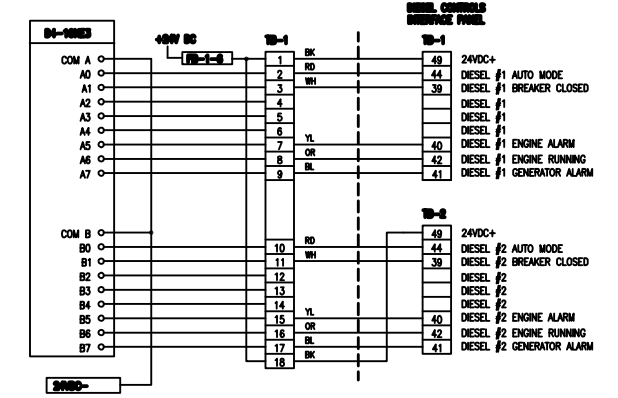 DIESEL CONTROLS
INTERFACE PANEL
D4-16NE3
+24V DC
TB-1
TB-1
COM A
A0
A1
A2
A3
A4
A5
A6
A7
COM B
B0
B1
B2
B3
B4
B5
B6
B7
1 BK
2 RD
3 WH
4
5
6
7 YL
8 OR
9 BL
10 RD
11 WH
12
13
14
15 YL
16 OR
17 BL
18 BK
49 24VDC+
44 DIESEL #1 AUTO MODE
39 DIESEL #1 BREAKER CLOSED
DIESEL #1
DIESEL #1
DIESEL #1
40 DIESEL #1 ENGINE ALARM
42 DIESEL #1 ENGINE RUNNING
41 DIESEL #1 GENERATOR ALARM
TB-2
49 24VDC+
44 DIESEL #2 AUTO MODE
39 DIESEL #2 BREAKER CLOSED
DIESEL #2
DIESEL #2
DIESEL #2
40 DIESEL #2 ENGINE ALARM
42 DIESEL #2 ENGINE RUNNING
41 DIESEL #2 GENERATOR ALARM